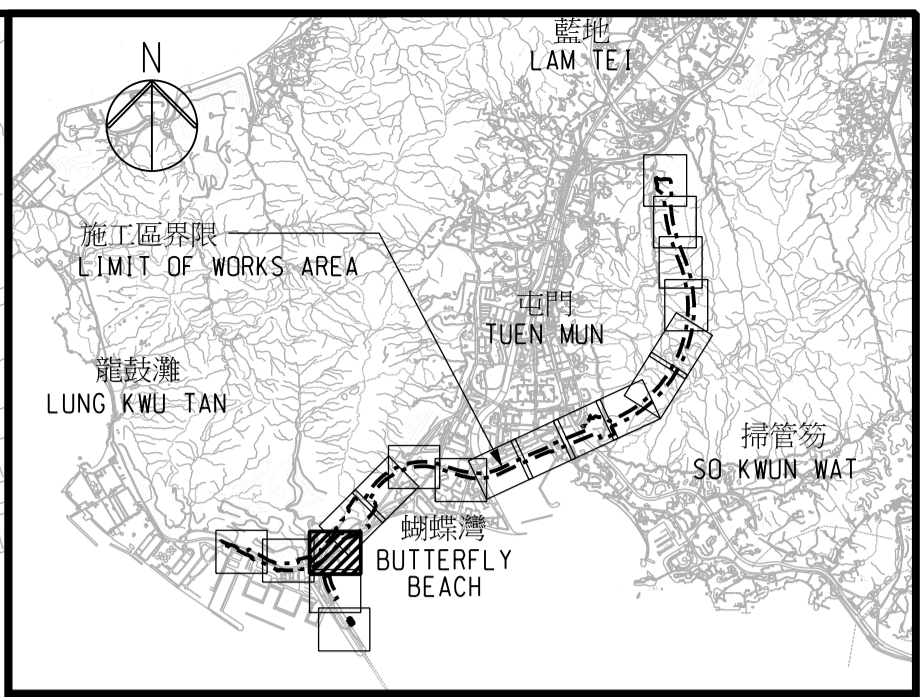 藍地
LAM TEI
N
施工區界限
LIMIT OF WORKS AREA
屯門
TUEN MUN
龍鼓灘
LUNG KWU TAN
掃管笏
SO KWUN WAT
蝴蝶灣
BUTTERFLY
BEACH